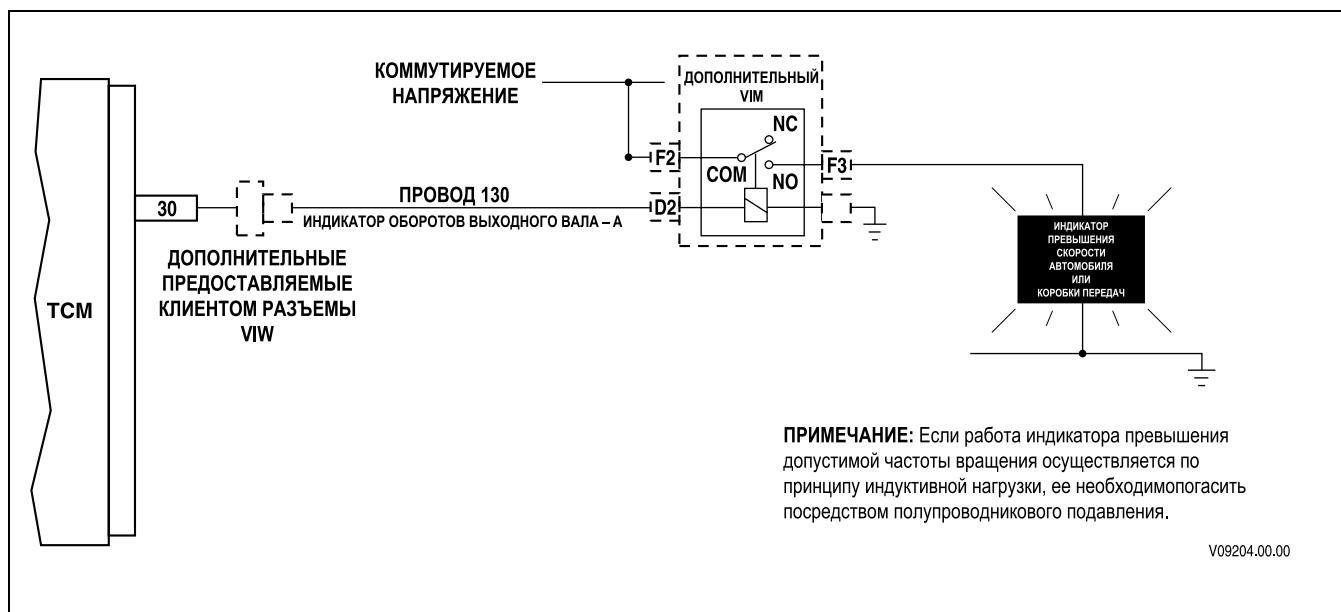 КОММУТИРУЕМОЕ
НАПРЯЖЕНИЕ
ДОПОЛНИТЕЛЬНЫЙ
VIM
NC
F2
COM
NO
F3
30
ПРОВОД 130
D2
ИНДИКАТОР ОБОРОТОВ ВЫХОДНОГО ВАЛА – A
ДОПОЛНИТЕЛЬНЫЕ
ПРЕДОСТАВЛЯЕМЫЕ
КЛИЕНТОМ РАЗЪЕМЫ
VIW
TCM
ИНДИКАТОР
ПРЕВЫШЕНИЯ
СКОРОСТИ
АВТОМОБИЛЯ
ИЛИ
КОРОБКИ ПЕРЕДАЧ
ПРИМЕЧАНИЕ: Если работа индикатора превышения
допустимой частоты вращения осуществляется по
принципу индуктивной нагрузки, ее необходимопогасить
посредством полупроводникового подавления.
V09204.00.00